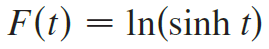 F(t) = ln(sinh t)